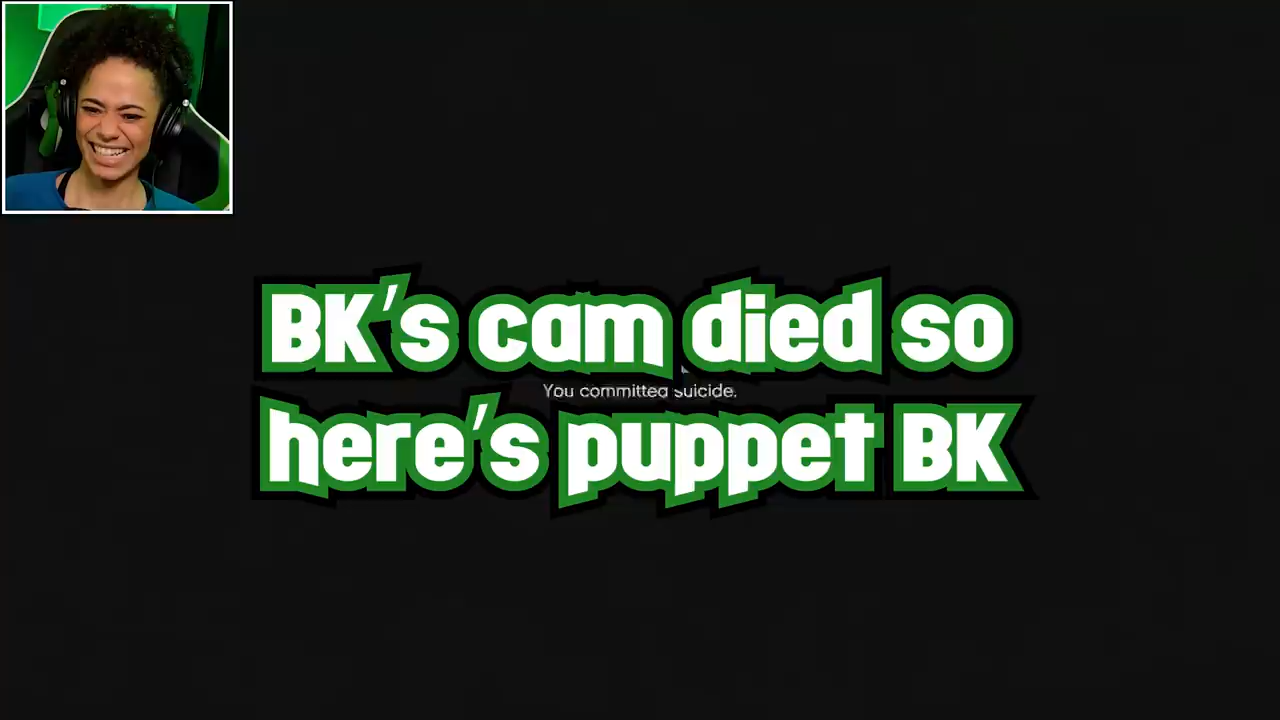 BK's cam died so
You committed suicide.
here's puppet BK